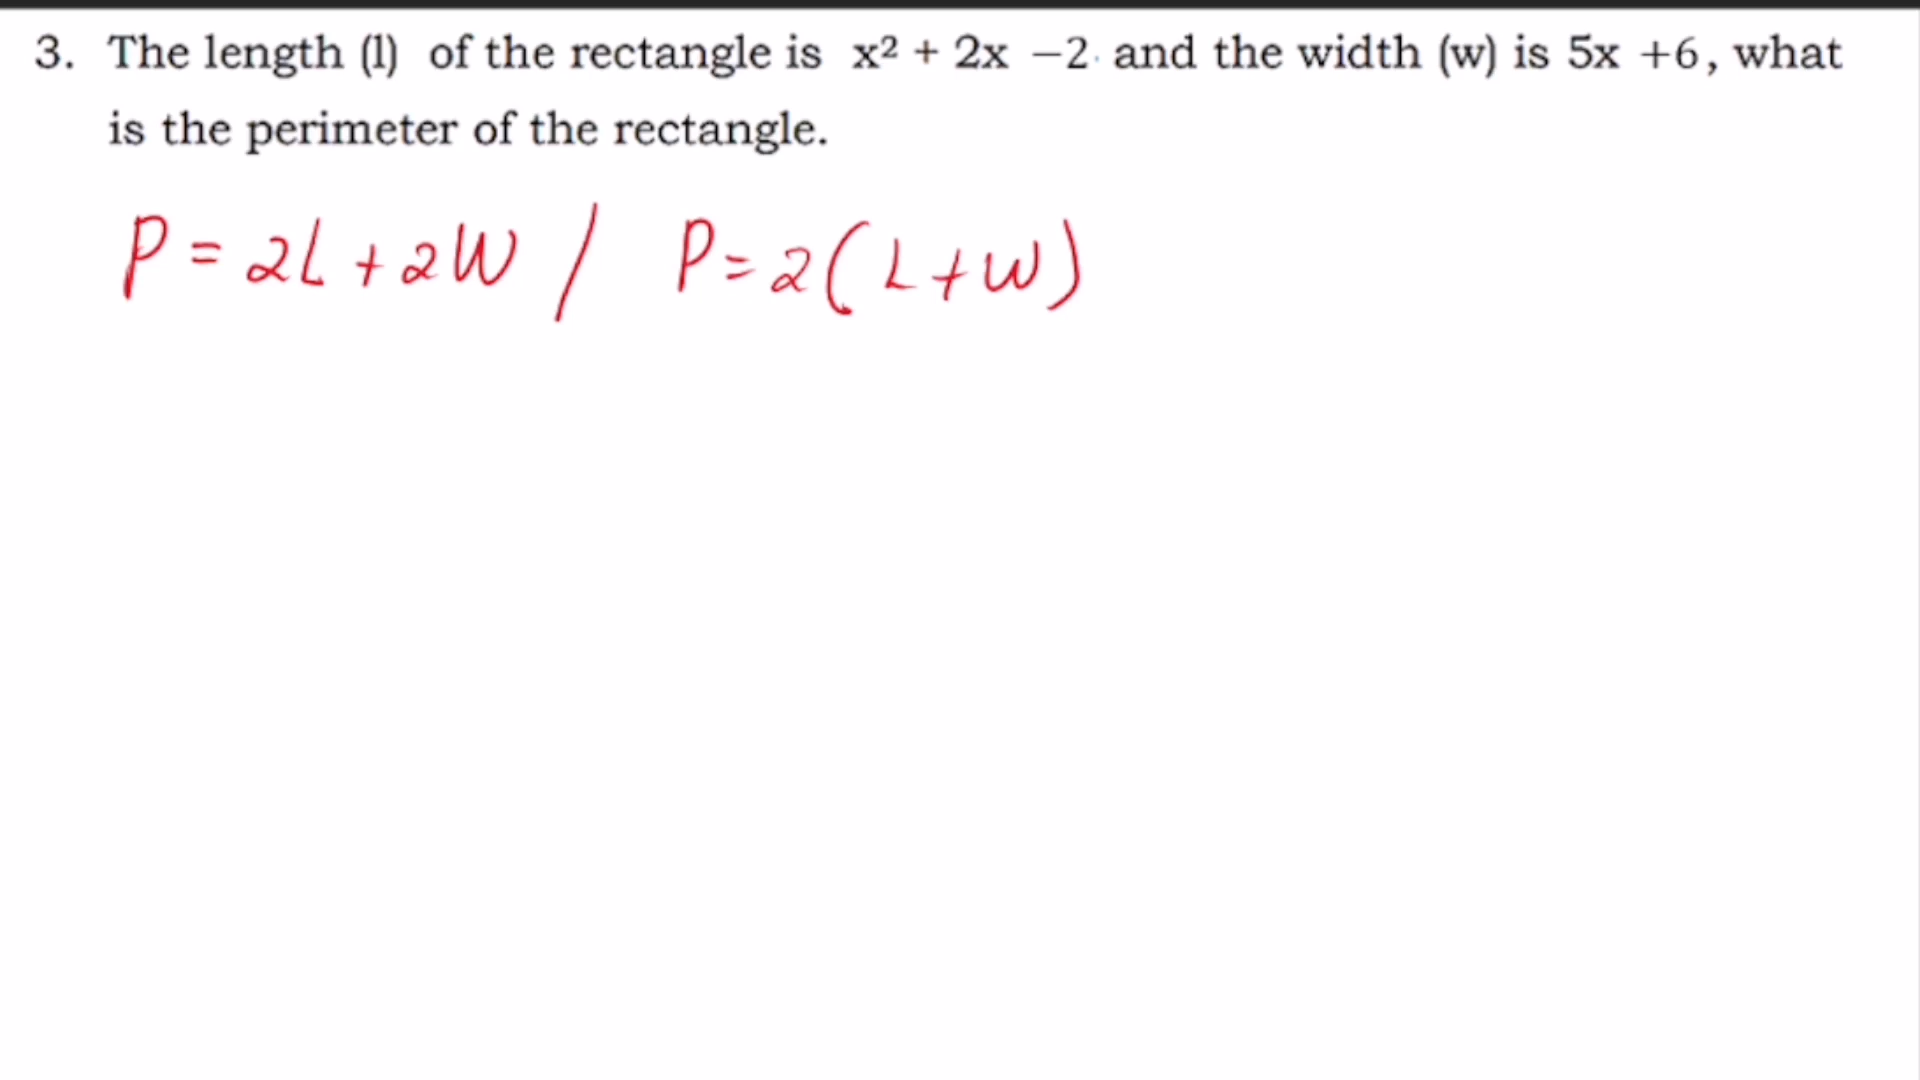 3. The length (l) of the rectangle is x² + 2x −2 and the width (w) is 5x +6, what
is the perimeter of the rectangle.
P = 2L + 2W / P = 2(L+W)